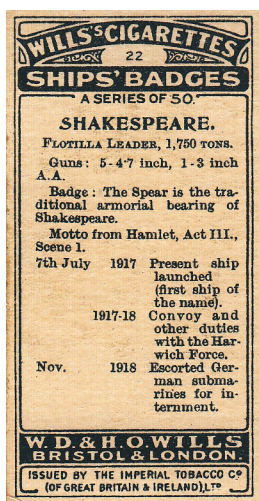 WILLS'S CIGARETTES
22
SHIPS' BADGES
A SERIES OF 50.
SHAKESPEARE.
FLOTILLA LEADER, 1,750 TONS.
Guns: 5-4·7 inch, 1-3 inch
A.A.
Badge: The Spear is the tra-
ditional armorial bearing of
Shakespeare.
Motto from Hamlet, Act III.,
Scene 1.
7th July 1917 Present ship
launched
(first ship of
the name).
1917-18 Convoy and
other duties
with the Har-
wich Force.
Nov. 1918 Escorted Ger-
man subma-
rines for in-
ternment.
W.D. & H.O. WILLS
BRISTOL & LONDON.
ISSUED BY THE IMPERIAL TOBACCO Co
(OF GREAT BRITAIN & IRELAND), LTD